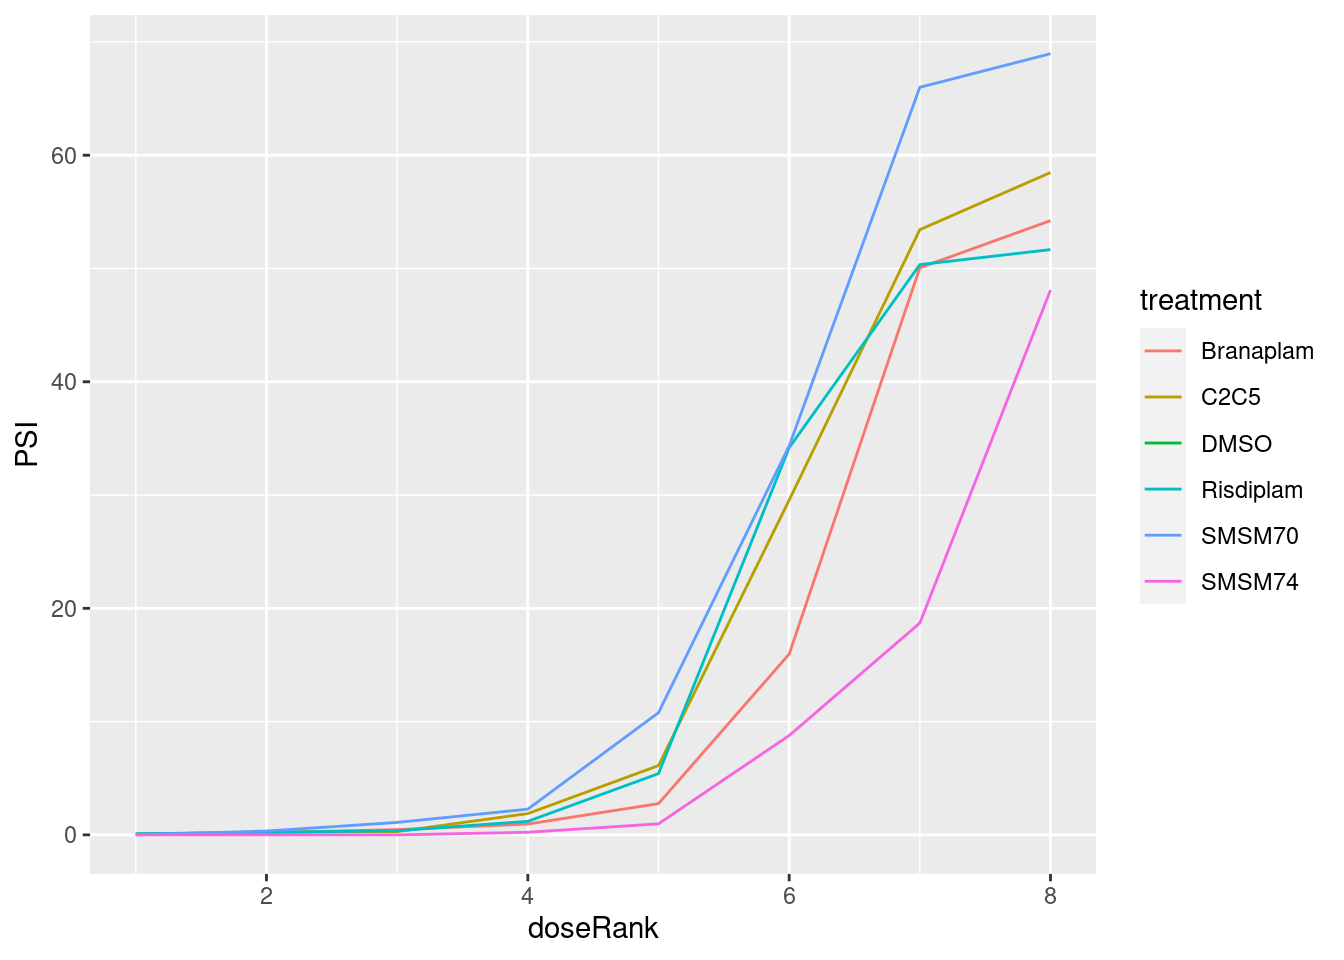 60
40
20
0
PSI
2 4 6 8
doseRank
treatment
Branaplam
C2C5
DMSO
Risdiplam
SMSM70
SMSM74